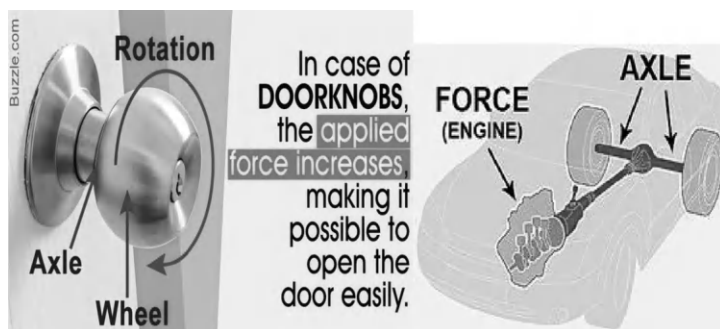 Buzzle.com
Rotation
Axle
Wheel
In case of
DOORKNOBS,
the applied
force increases,
making it
possible to
open the
door easily.
FORCE
(ENGINE)
AXLE